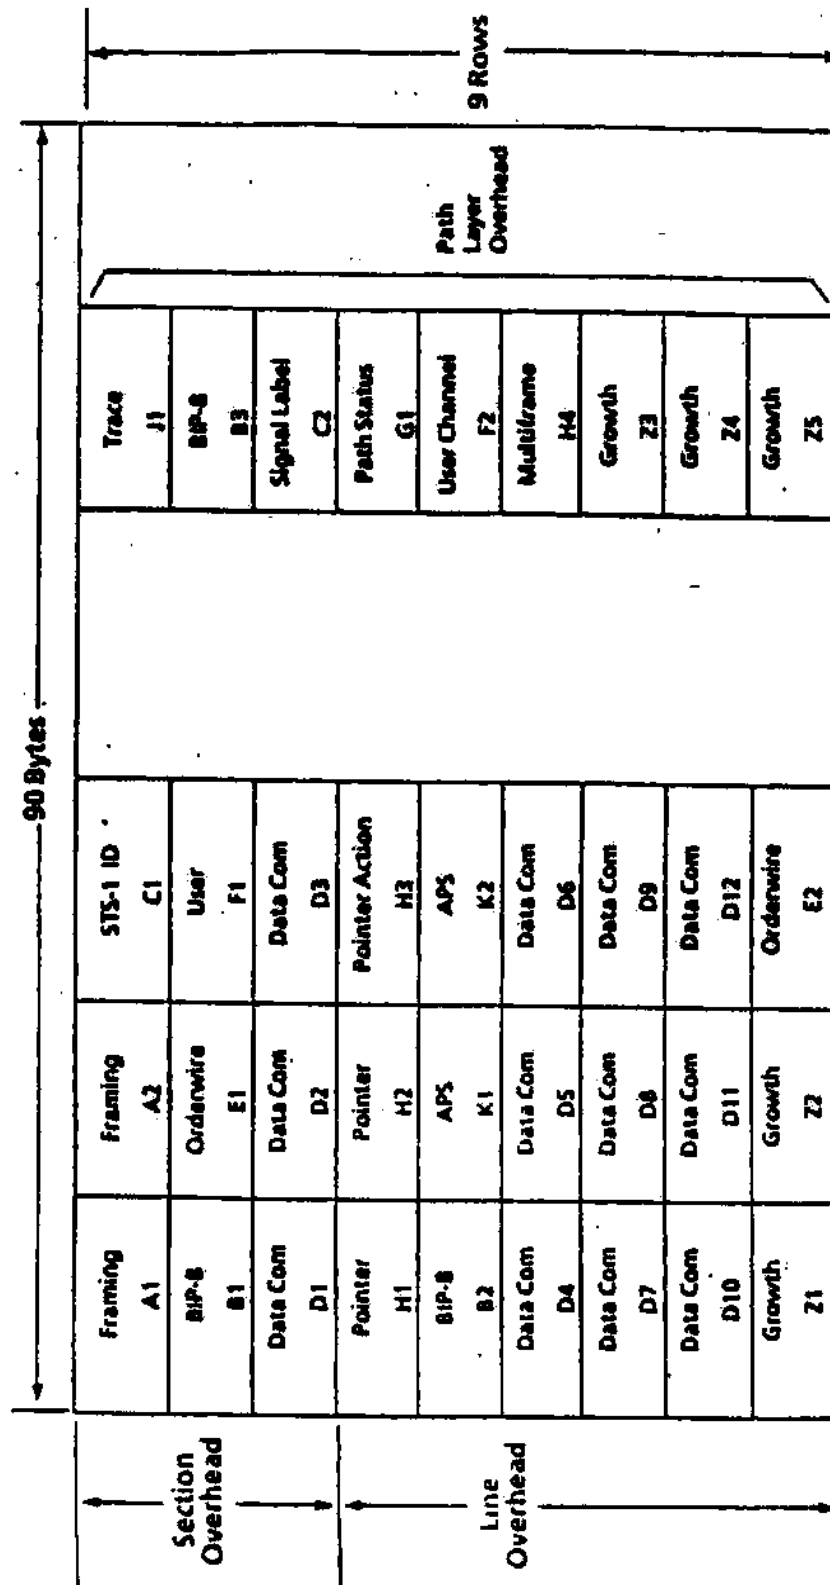 90 Bytes
9 Rows
Section
Overhead
Line
Overhead
Path
Layer
Overhead
Framing
A1
Framing
A2
STS-1 ID
C1
Trace
J1
BIP-8
B1
Orderwire
E1
User
F1
BIP-8
B3
Data Com
D1
Data Com
D2
Data Com
D3
Signal Label
C2
Pointer
H1
Pointer
H2
Pointer Action
H3
Path Status
G1
BIP-8
B2
APS
K1
APS
K2
User Channel
F2
Data Com
D4
Data Com
D5
Data Com
D6
Multiframe
H4
Data Com
D7
Data Com
D8
Data Com
D9
Growth
Z3
Data Com
D10
Data Com
D11
Data Com
D12
Growth
Z4
Growth
Z1
Growth
Z2
Orderwire
E2
Growth
Z5